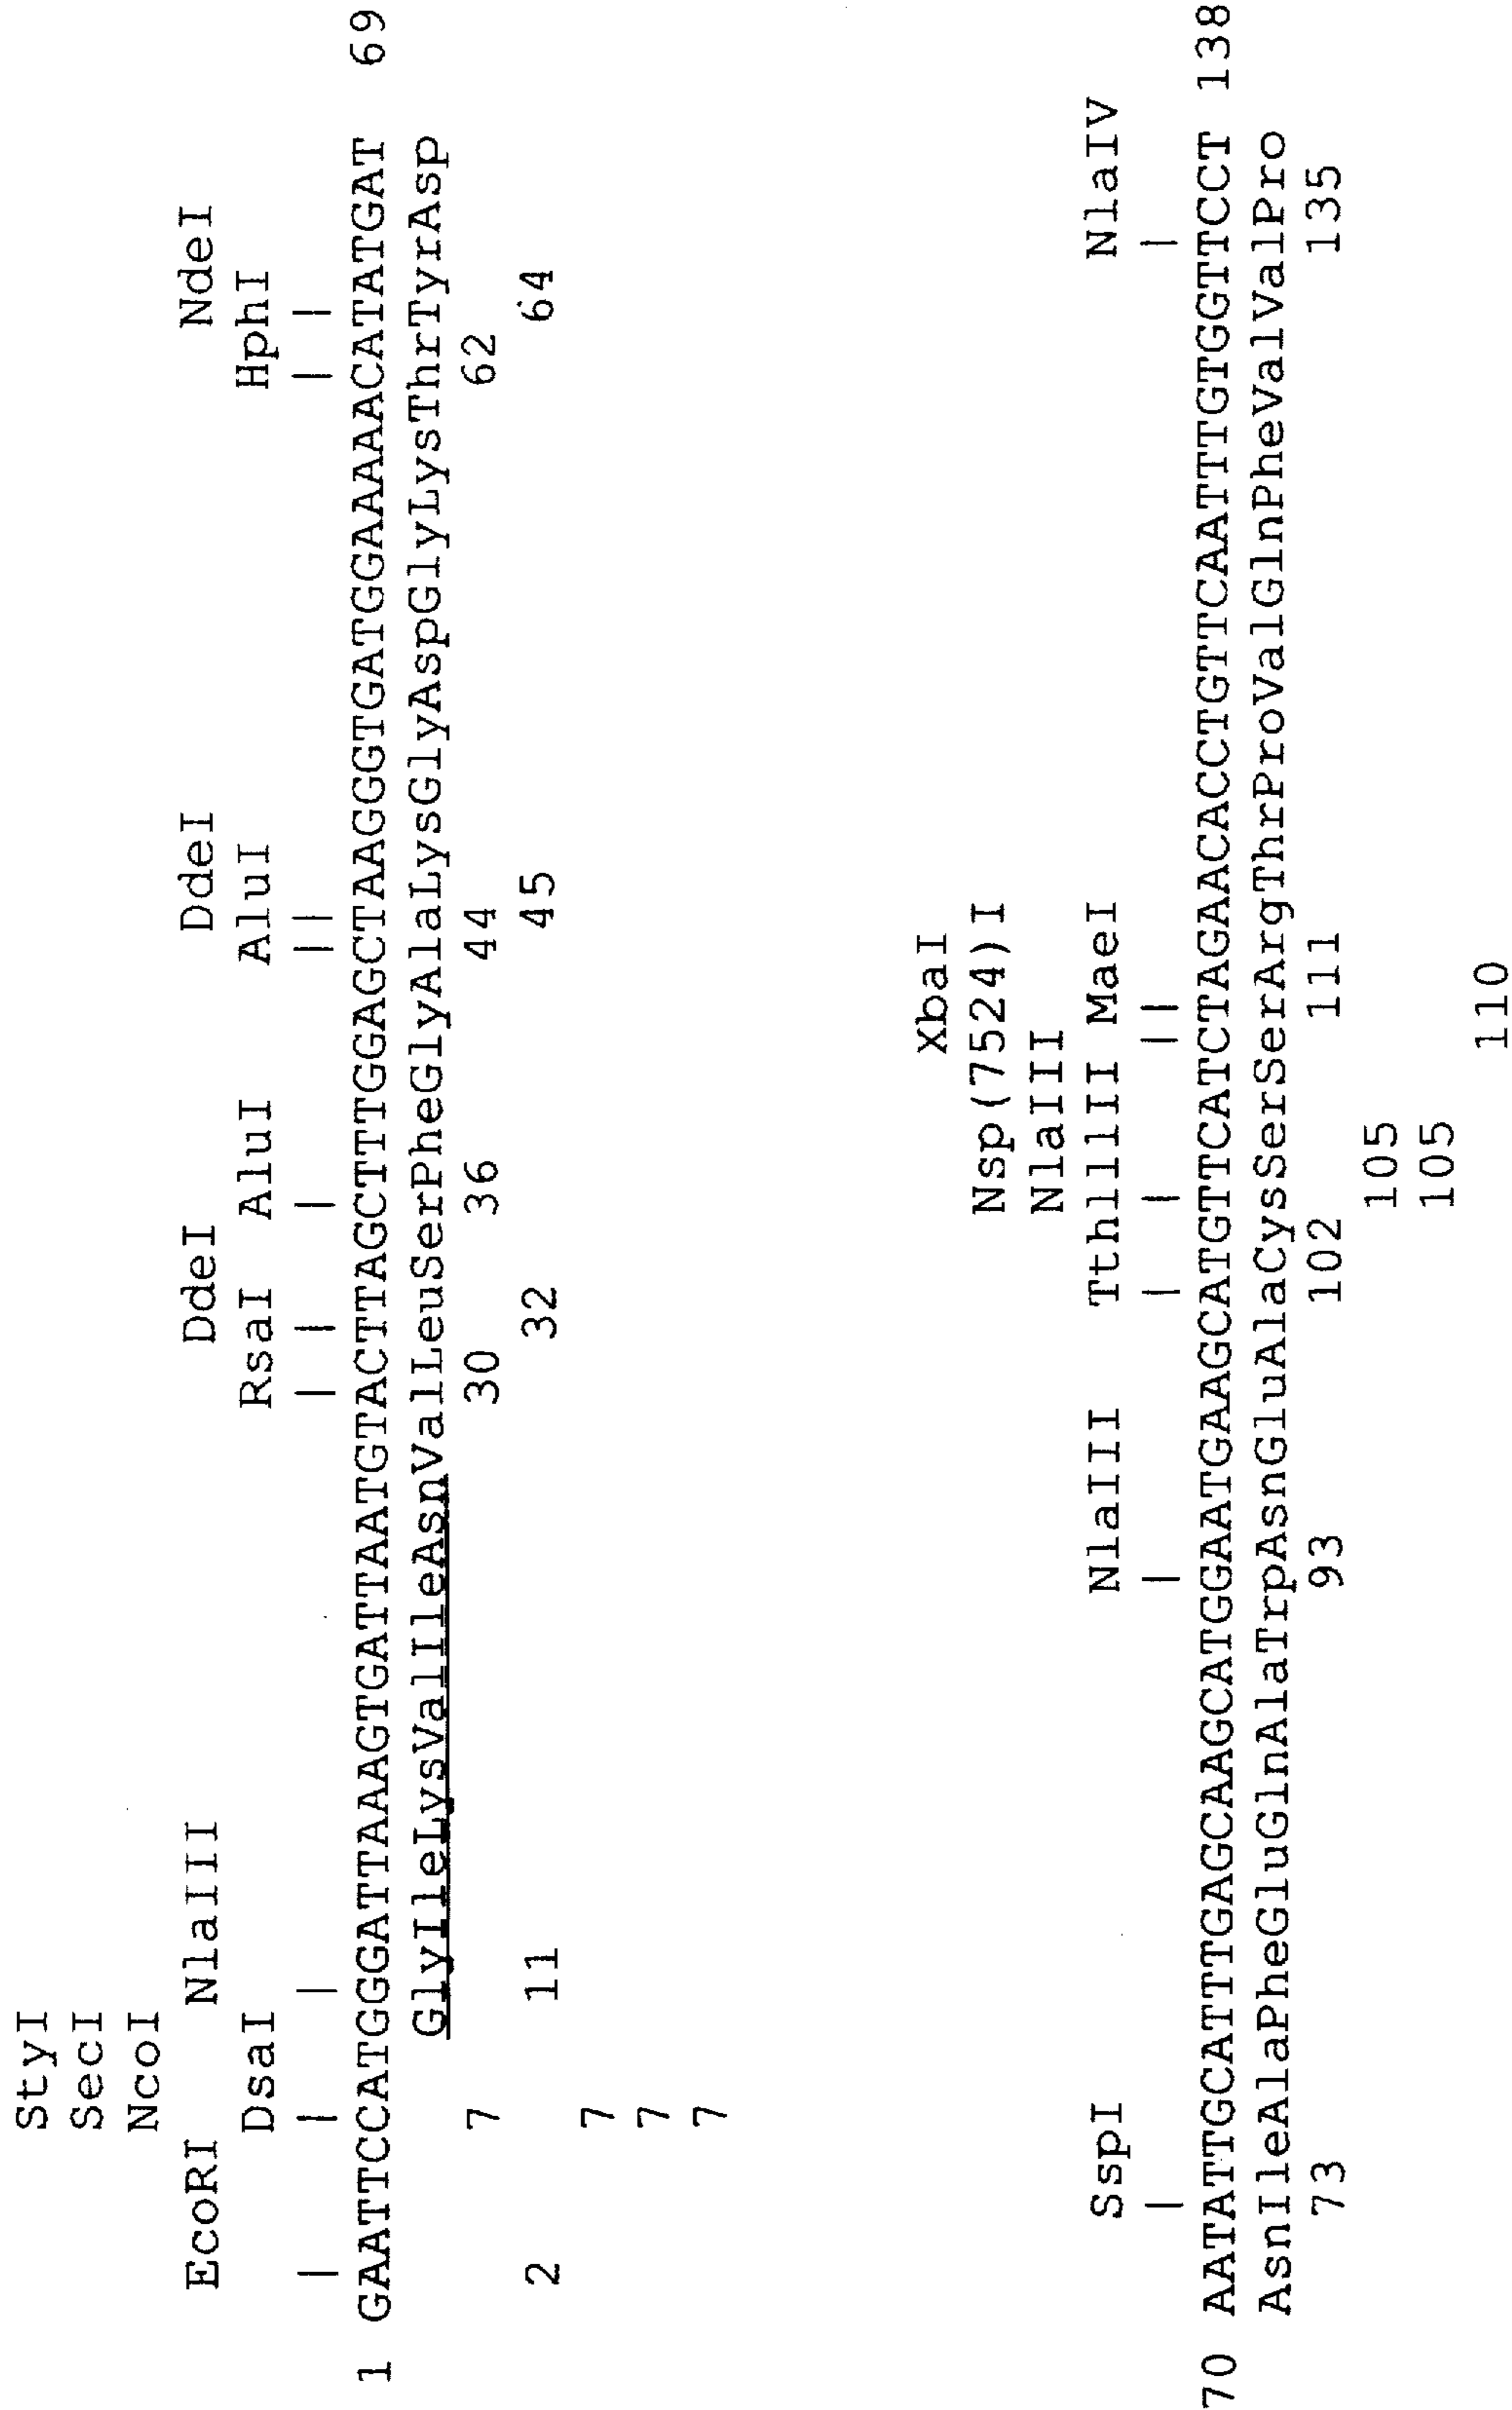 StyI
SecI
NcoI
EcoRI NlaIII DdeI DdeI NdeI
DsaI RsaI AluI AluI HphI
1 GAATTCCATGGGATTAAAGTGATTAATGTACTTAGCTTTGGAGCTAAGGGTGATGGAAAAACATATGAT 69
GlyIleLysValIleAsnValLeuSerPheGlyAlaLysGlyAspGlyLysThrTyrAsp
7 30 36 44 62
2 11 32 45 64
7
7
7
XbaI
Nsp(7524)I
NlaIII
SspI NlaIII Tth111II MaeI NlaIV
70 AATATTGCATTTGAGCAAGCATGGAATGAAGCATGTTCATCTAGAACACCTGTTCAATTTGTGGTTCCT 138
AsnIleAlaPheGluGlnAlaTrpAsnGluAlaCysSerSerArgThrProValGlnPheValValPro
73 93 102 111 135
105
105
110